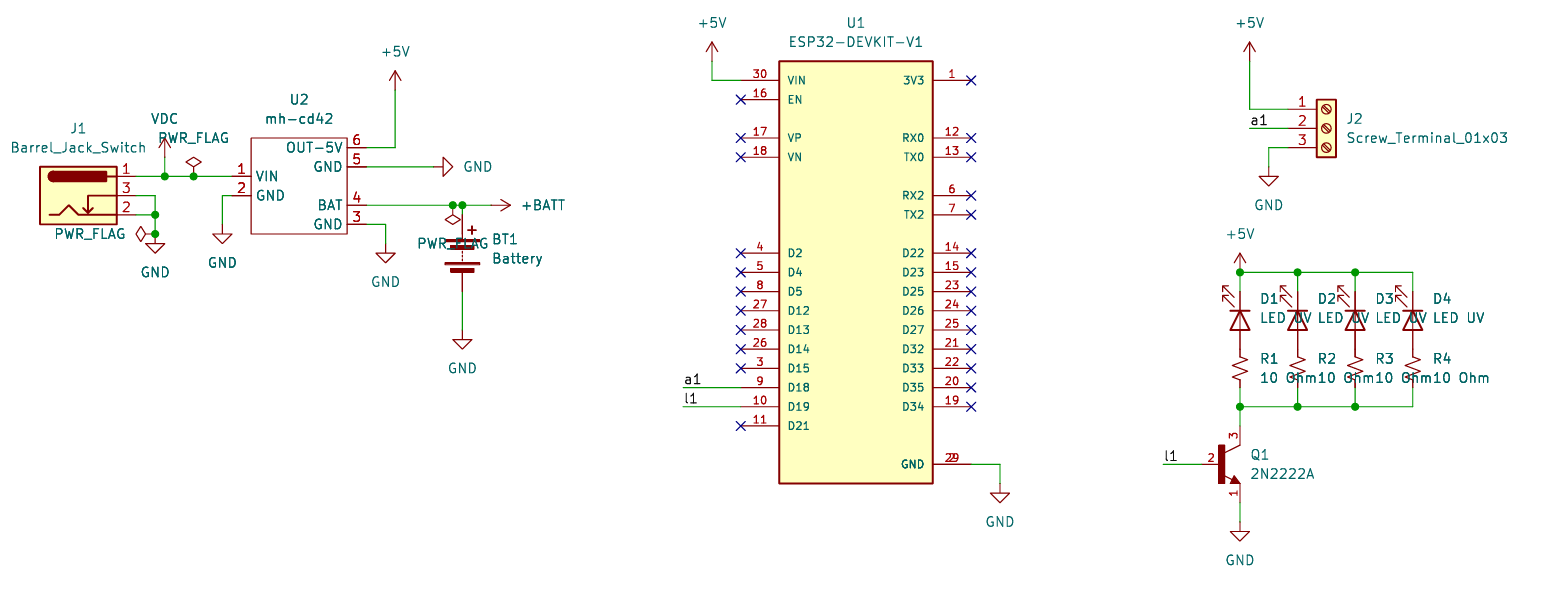 J1
Barrel_Jack_Switch
1
3
2
PWR_FLAG
GND
VDC
PWR_FLAG
GND
U2
mh-cd42
1 VIN
2 GND
OUT-5V 6
GND 5
BAT 4
GND 3
+5V
GND
+BATT
PWR_FLAG
+
BT1
Battery
GND
GND
+5V
U1
ESP32-DEVKIT-V1
30 VIN
16 EN
17 VP
18 VN
4 D2
5 D4
8 D5
27 D12
28 D13
26 D14
3 D15
a1 9 D18
l1 10 D19
11 D21
3V3 1
RX0 12
TX0 13
RX2 6
TX2 7
D22 14
D23 15
D25 23
D26 24
D27 25
D32 21
D33 22
D35 20
D34 19
GND 29
GND
+5V
a1
1
2
3
J2
Screw_Terminal_01x03
GND
+5V
D1 D2 D3 D4
LED UV LED UV LED UV LED UV
R1 R2 R3 R4
10 Ohm 10 Ohm 10 Ohm 10 Ohm
l1
2
3
1
Q1
2N2222A
GND